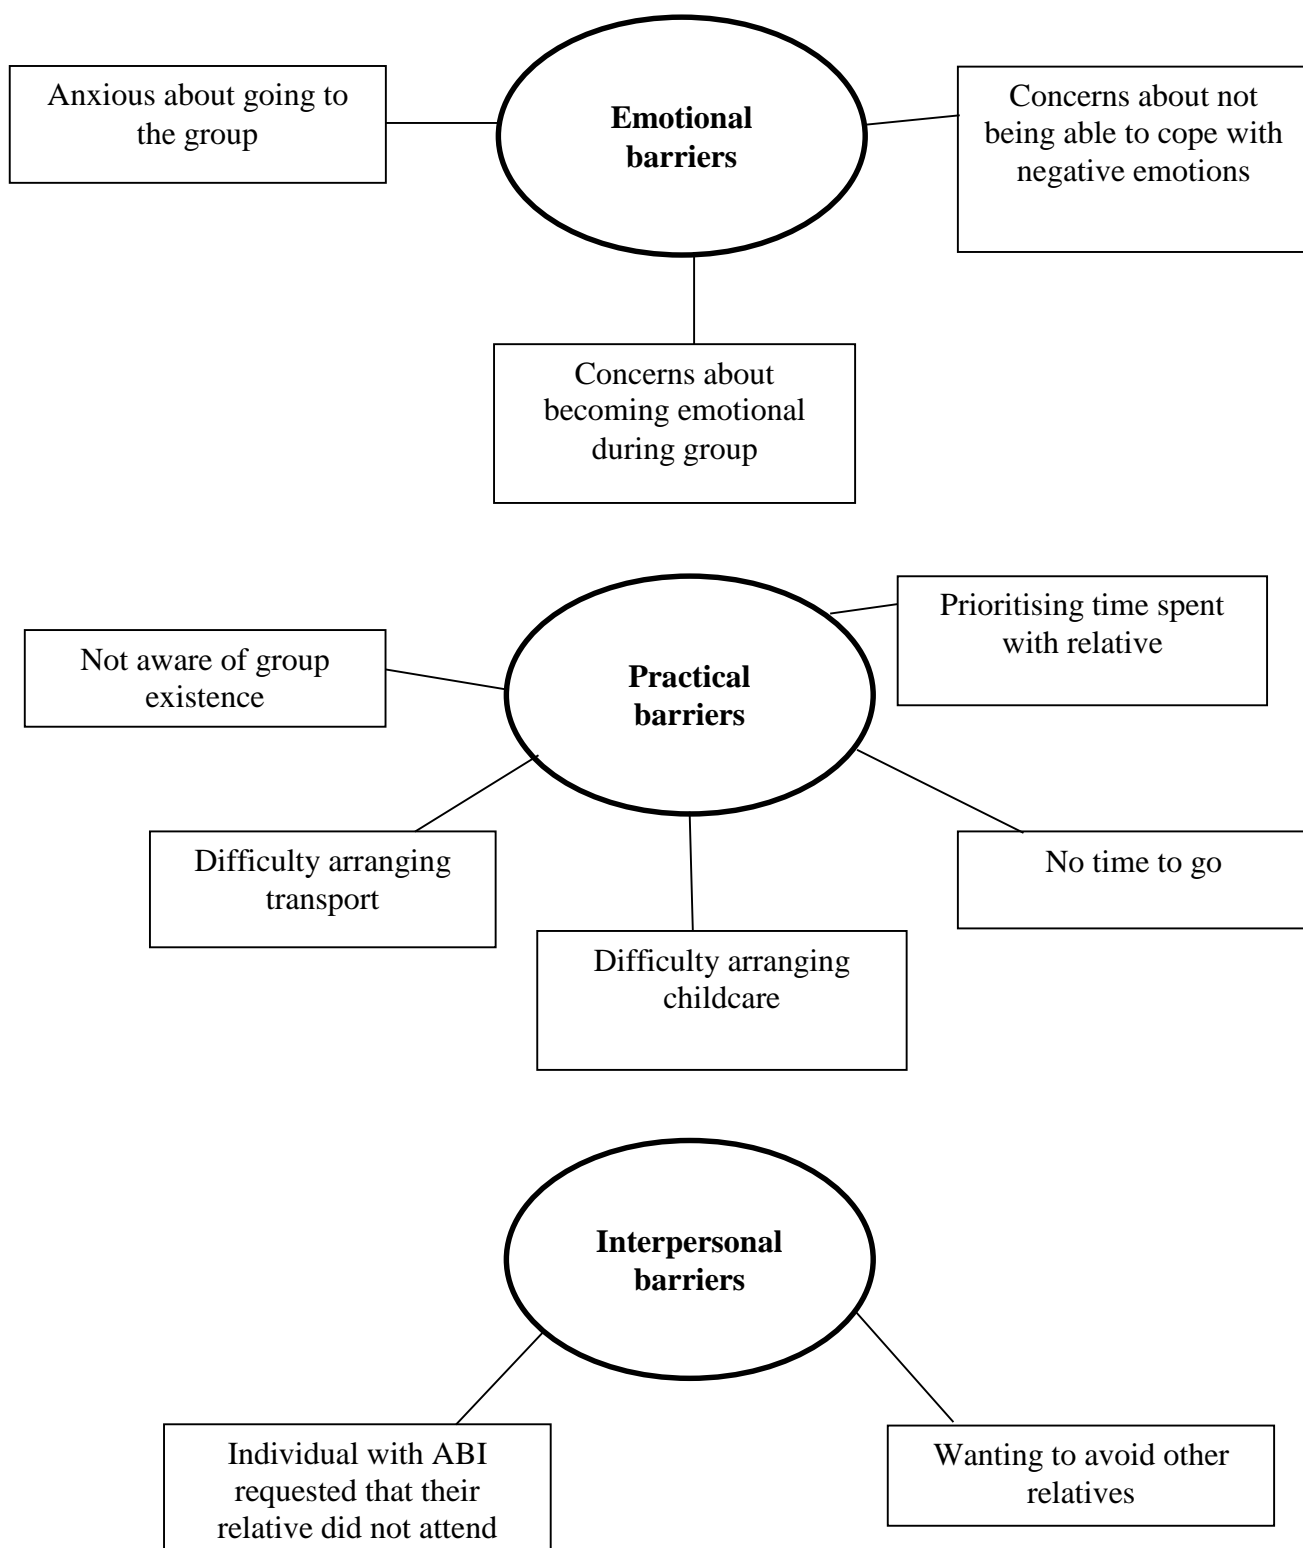 Anxious about going to
the group
Emotional
barriers
Concerns about not
being able to cope with
negative emotions
Concerns about
becoming emotional
during group
Prioritising time spent
with relative
Not aware of group
existence
Practical
barriers
Difficulty arranging
transport
No time to go
Difficulty arranging
childcare
Interpersonal
barriers
Individual with ABI
requested that their
relative did not attend
Wanting to avoid other
relatives